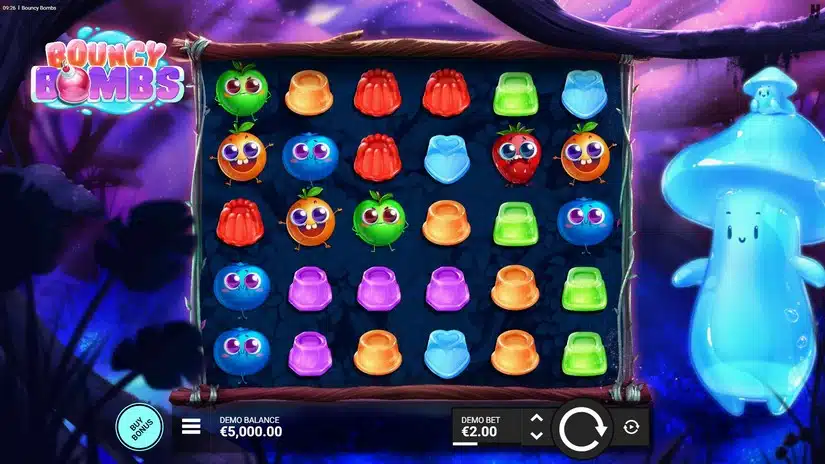 09:26 | Bouncy Bombs
BOUNCY
BOMBS
BUY
BONUS
DEMO BALANCE
€5,000.00
DEMO BET
€2.00